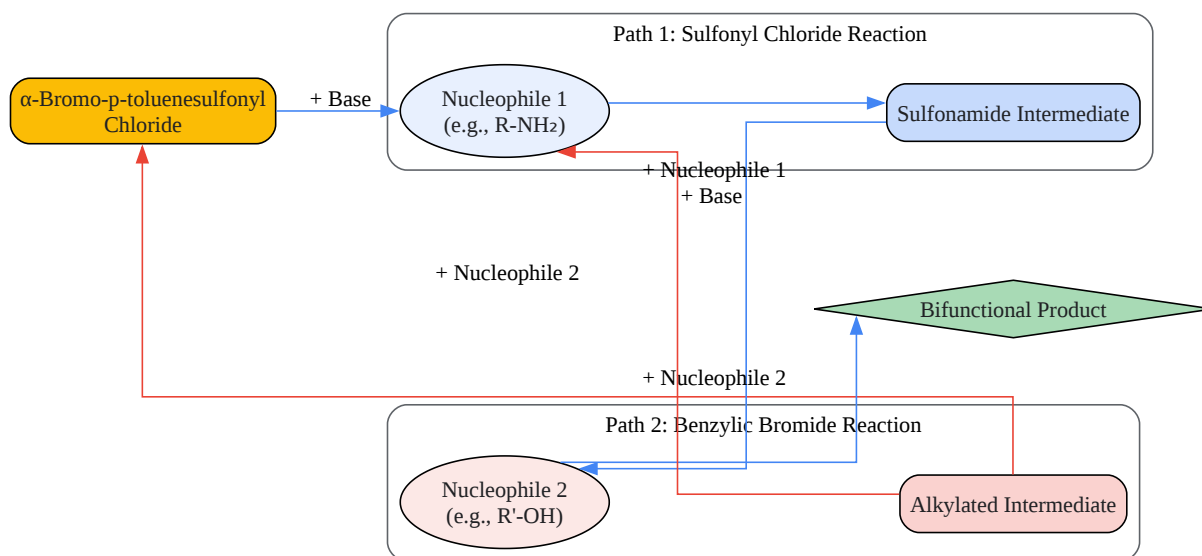 Path 1: Sulfonyl Chloride Reaction
α-Bromo-p-toluenesulfonyl
Chloride
+ Base
Nucleophile 1
(e.g., R-NH₂)
Sulfonamide Intermediate
+ Nucleophile 1
+ Base
+ Nucleophile 2
Bifunctional Product
+ Nucleophile 2
Path 2: Benzylic Bromide Reaction
Nucleophile 2
(e.g., R'-OH)
Alkylated Intermediate